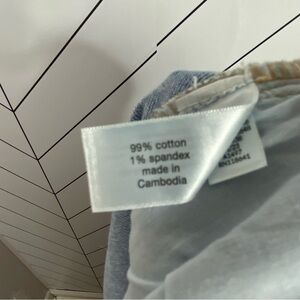 99% cotton
1% spandex
made in
Cambodia